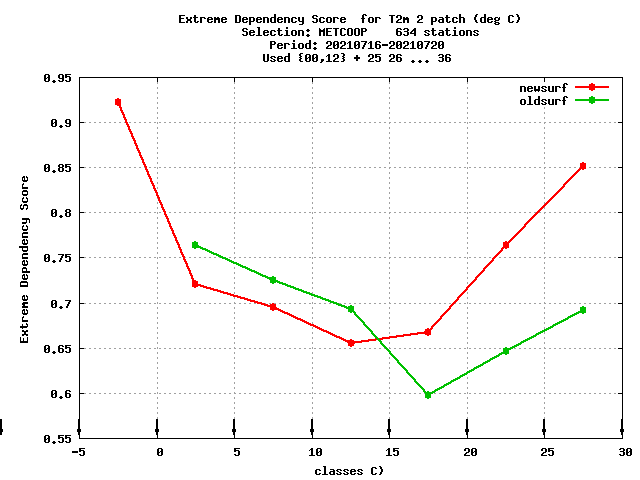 Extreme Dependency Score  for T2m 2 patch (deg C)
Selection: METCOOP    634 stations
Period: 20210716-20210720
Used {00,12} + 25 26 ... 36
newsurf
oldsurf
Extreme Dependency Score
0.95
0.9
0.85
0.8
0.75
0.7
0.65
0.6
0.55
-5 0 5 10 15 20 25 30
classes C)